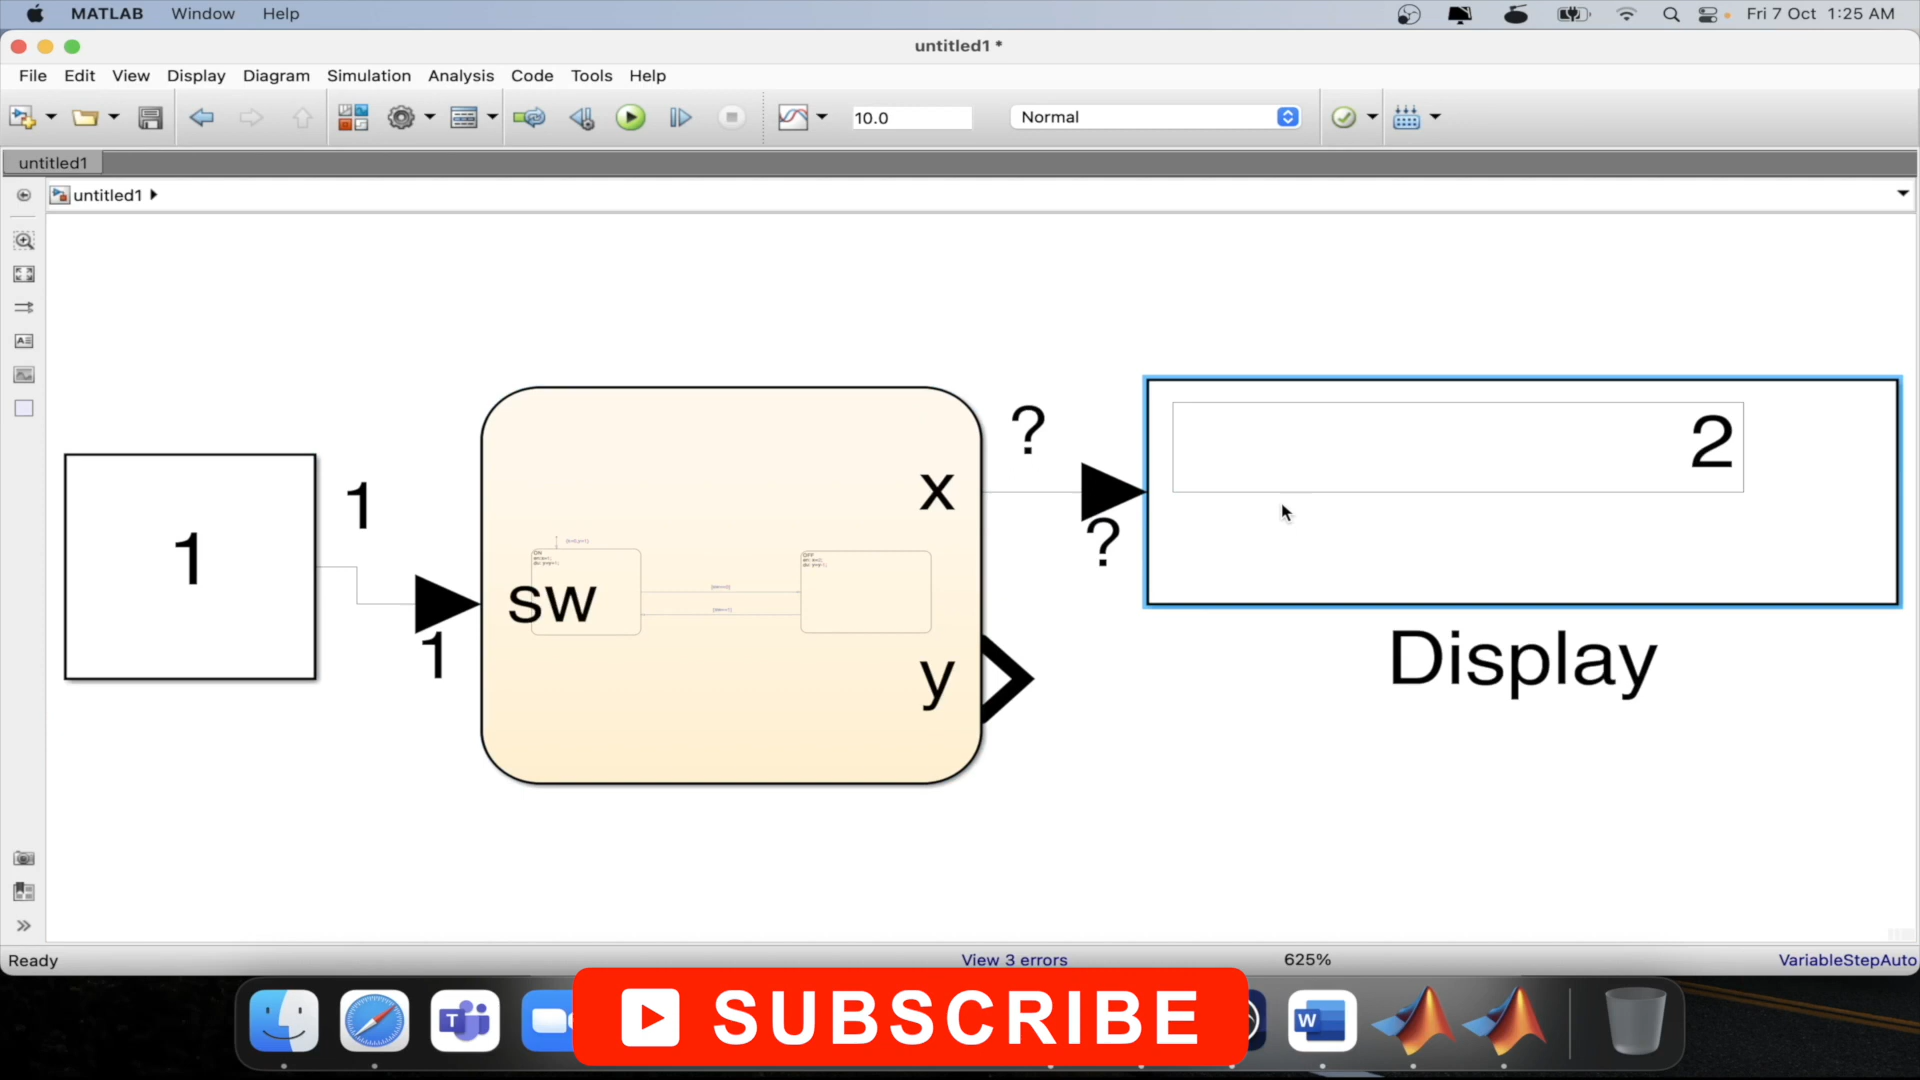 MATLAB Window Help Fri 7 Oct 1:25 AM
untitled1 *
File Edit View Display Diagram Simulation Analysis Code Tools Help
10.0 Normal
untitled1
untitled1
1
1
1
sw
x
y
?
?
2
Display
ON
OFF
Ready View 3 errors 625% VariableStepAuto
SUBSCRIBE